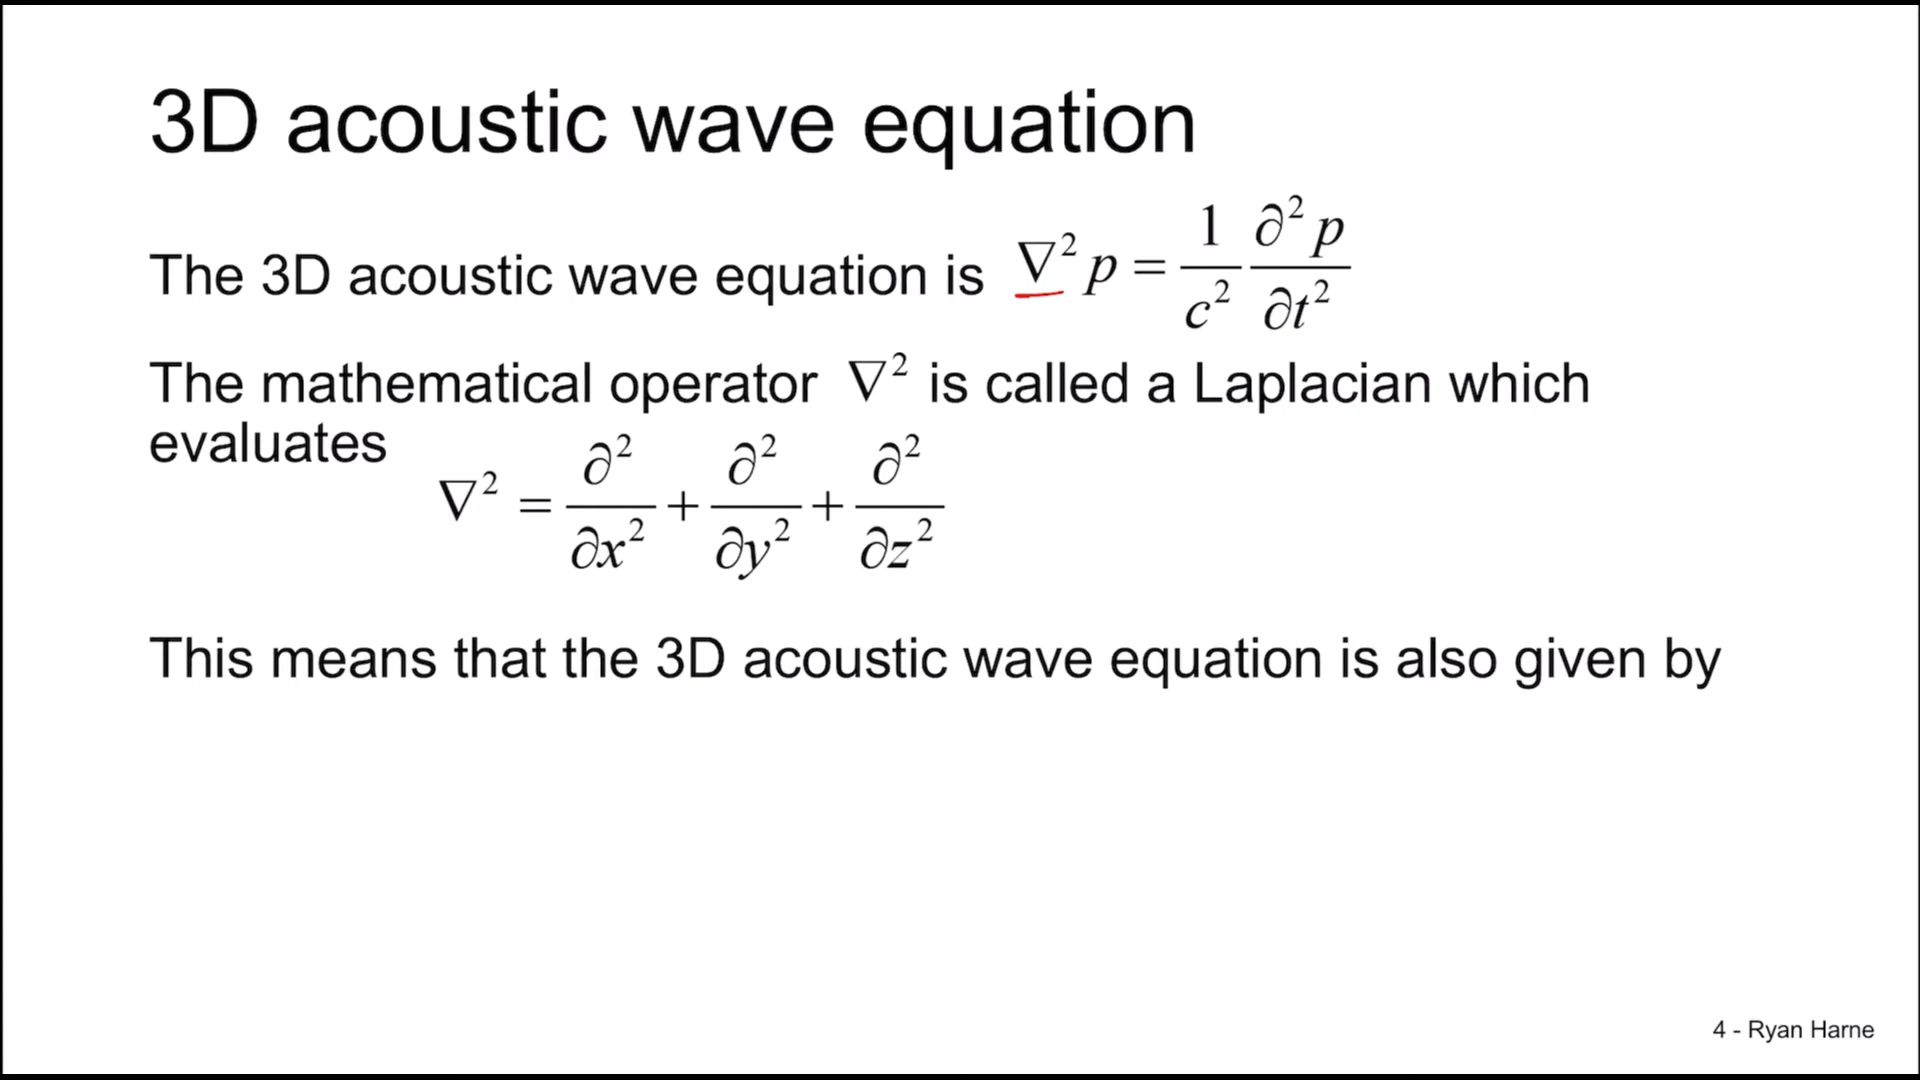 3D acoustic wave equation
The 3D acoustic wave equation is ∇² p = 1/c² ∂² p/∂t²
The mathematical operator ∇² is called a Laplacian which
evaluates
∇² = ∂²/∂x² + ∂²/∂y² + ∂²/∂z²
This means that the 3D acoustic wave equation is also given by
4 - Ryan Harne